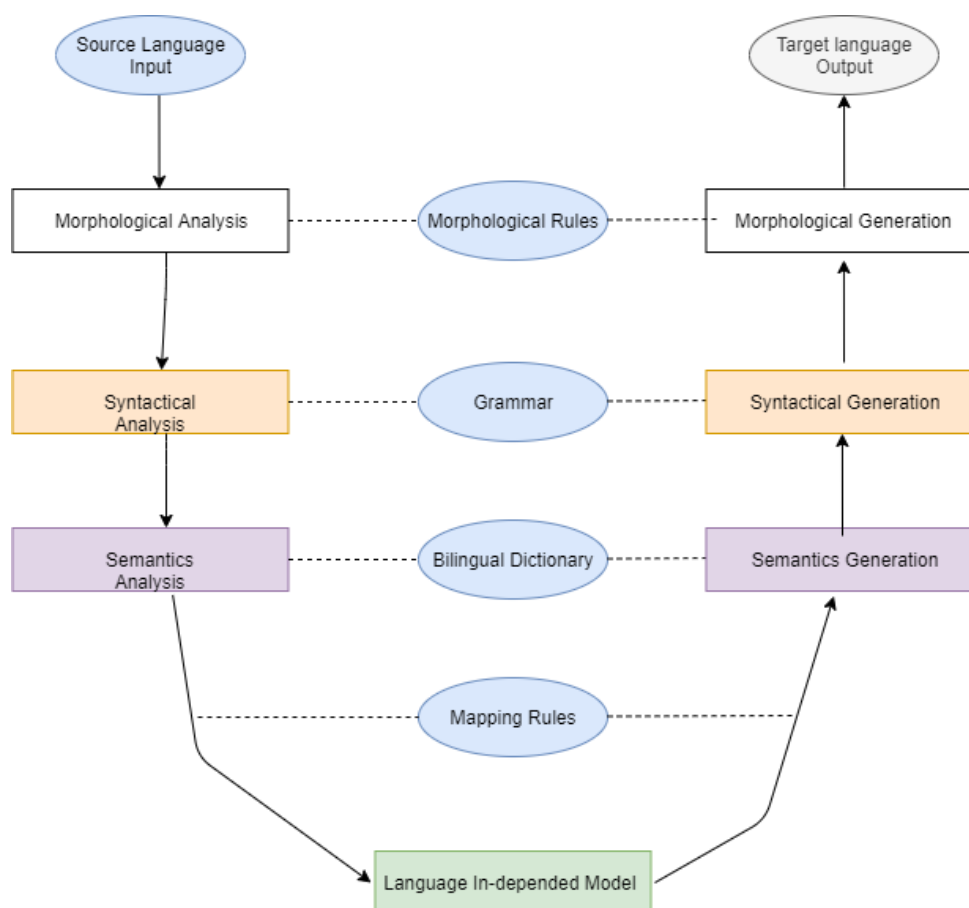 Source Language
Input
Target language
Output
Morphological Analysis
Morphological Rules
Morphological Generation
Syntactical
Analysis
Grammar
Syntactical Generation
Semantics
Analysis
Bilingual Dictionary
Semantics Generation
Mapping Rules
Language In-depended Model